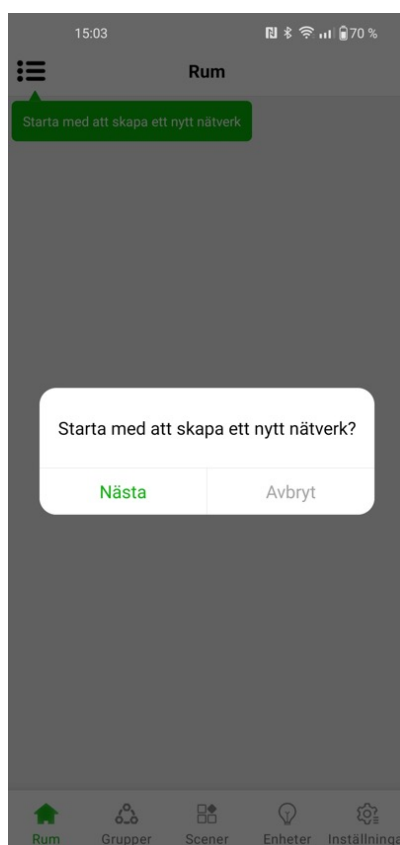 15:03
70 %
Rum
Starta med att skapa ett nytt nätverk
Starta med att skapa ett nytt nätverk?
Nästa
Avbryt
Rum
Grupper
Scener
Enheter
Inställninga